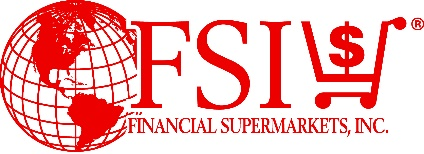 FSI $ ®
FINANCIAL SUPERMARKETS, INC.